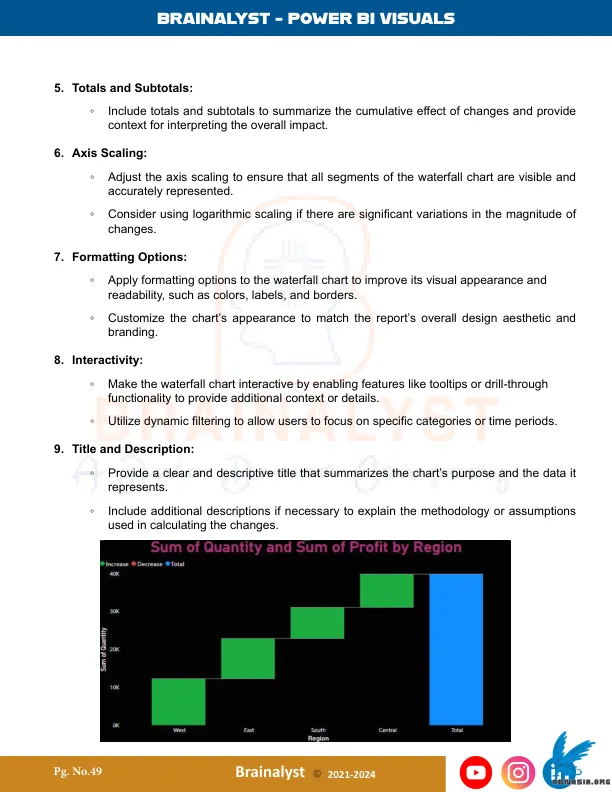 BRAINALYST - POWER BI VISUALS
5. Totals and Subtotals:
◦ Include totals and subtotals to summarize the cumulative effect of changes and provide
context for interpreting the overall impact.
6. Axis Scaling:
◦ Adjust the axis scaling to ensure that all segments of the waterfall chart are visible and
accurately represented.
◦ Consider using logarithmic scaling if there are significant variations in the magnitude of
changes.
7. Formatting Options:
◦ Apply formatting options to the waterfall chart to improve its visual appearance and
readability, such as colors, labels, and borders.
◦ Customize the chart’s appearance to match the report’s overall design aesthetic and
branding.
8. Interactivity:
◦ Make the waterfall chart interactive by enabling features like tooltips or drill-through
functionality to provide additional context or details.
◦ Utilize dynamic filtering to allow users to focus on specific categories or time periods.
BRAINALYST
9. Title and Description:
◦ Provide a clear and descriptive title that summarizes the chart’s purpose and the data it
represents.
◦ Include additional descriptions if necessary to explain the methodology or assumptions
used in calculating the changes.
Sum of Quantity and Sum of Profit by Region
Increase Decrease Total
40K
30K
20K
10K
0K
Sum of Quantity
West East South Central Total
Region
Pg. No.49
Brainalyst © 2021-2024
in